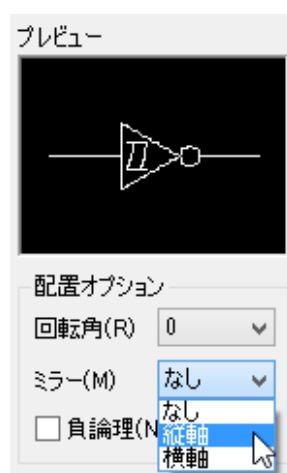 プレビュー
配置オプション
回転角(R) 0
ミラー(M) なし
なし
負論理(N 縦軸
横軸